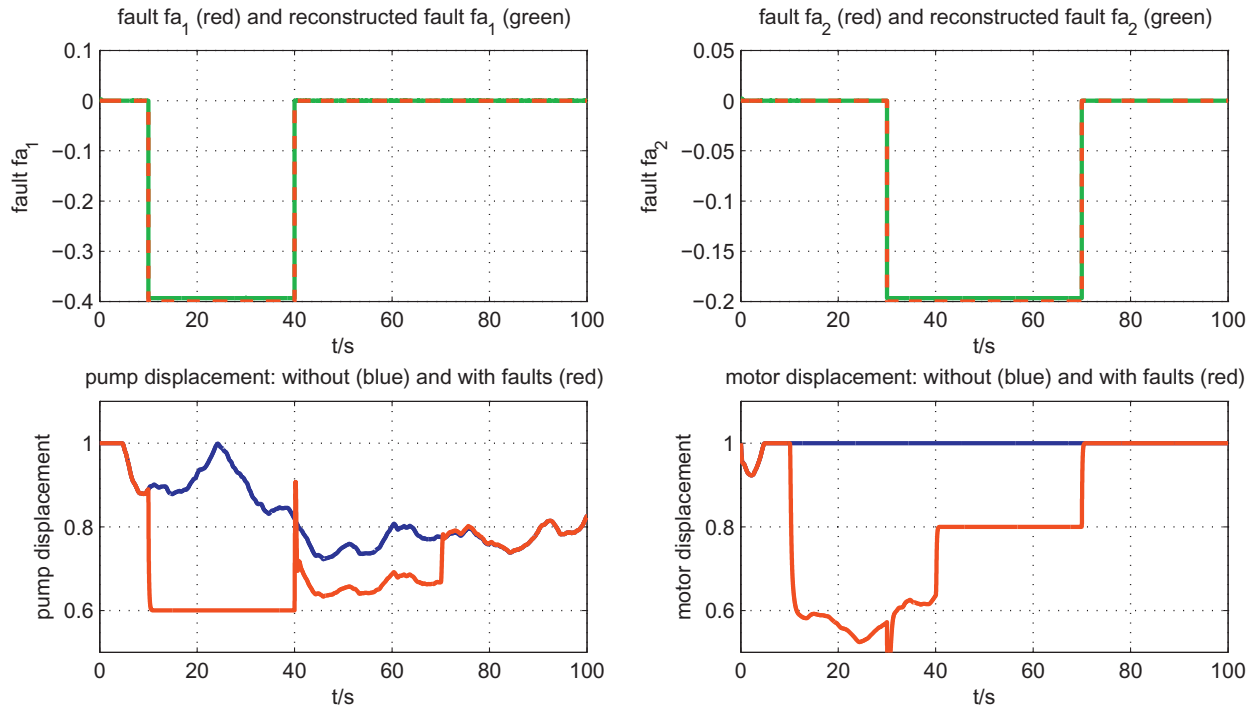 fault fa₁ (red) and reconstructed fault fa₁ (green)
0.1
0
−0.1
−0.2
−0.3
−0.4
fault fa₁
0 20 40 60 80 100
t/s
fault fa₂ (red) and reconstructed fault fa₂ (green)
0.05
0
−0.05
−0.1
−0.15
−0.2
fault fa₂
0 20 40 60 80 100
t/s
pump displacement: without (blue) and with faults (red)
1
0.8
0.6
pump displacement
0 20 40 60 80 100
t/s
motor displacement: without (blue) and with faults (red)
1
0.8
0.6
motor displacement
0 20 40 60 80 100
t/s